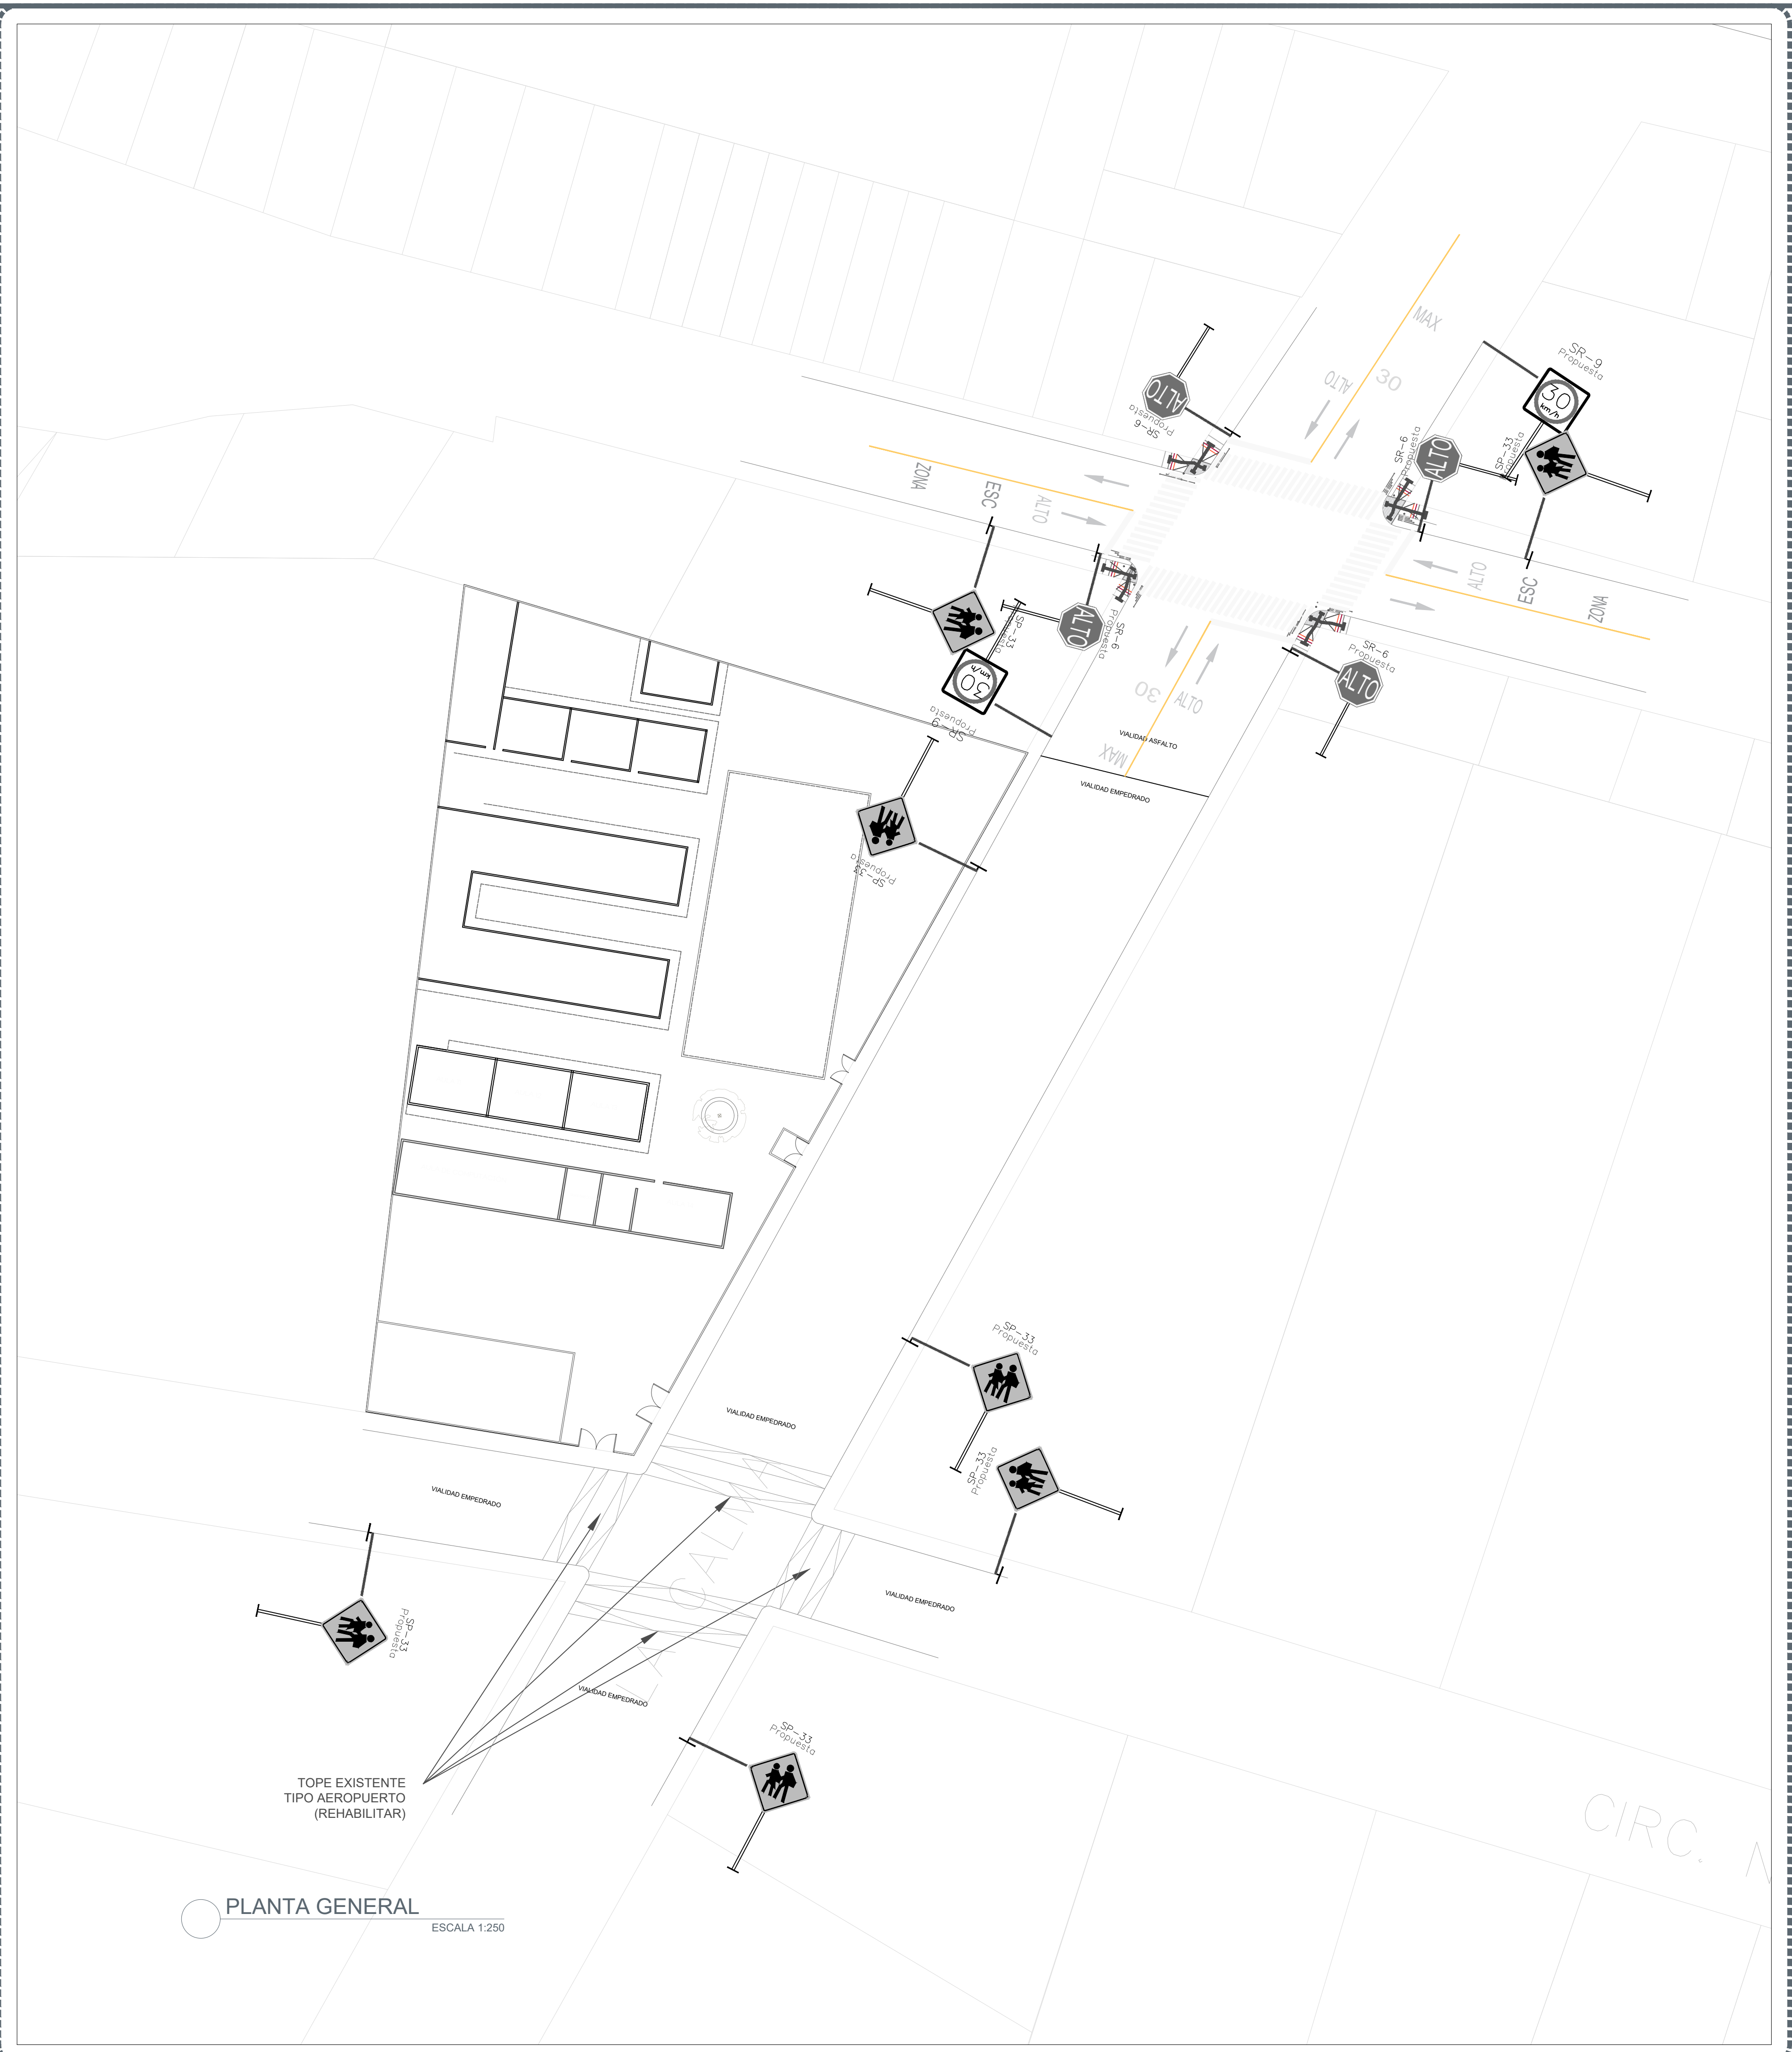 MAX
30
ALTO
SR-9
Propuesta
30
km/h
ALTO
SR-6
Propuesta
SR-6
Propuesta
ALTO
SP-33
Propuesta
ZONA
ESC
ALTO
ALTO
ESC
ZONA
SP-33
Propuesta
ALTO
SR-6
Propuesta
30
km/h
SR-9
Propuesta
SR-6
Propuesta
ALTO
30
ALTO
MAX
VIALIDAD ASFALTO
VIALIDAD EMPEDRADO
SP-33
Propuesta
SP-33
Propuesta
VIALIDAD EMPEDRADO
SP-33
Propuesta
VIALIDAD EMPEDRADO
VIALIDAD EMPEDRADO
SP-33
Propuesta
VIALIDAD EMPEDRADO
SP-33
Propuesta
TOPE EXISTENTE
TIPO AEROPUERTO
(REHABILITAR)
CIRC.
PLANTA GENERAL
ESCALA 1:250